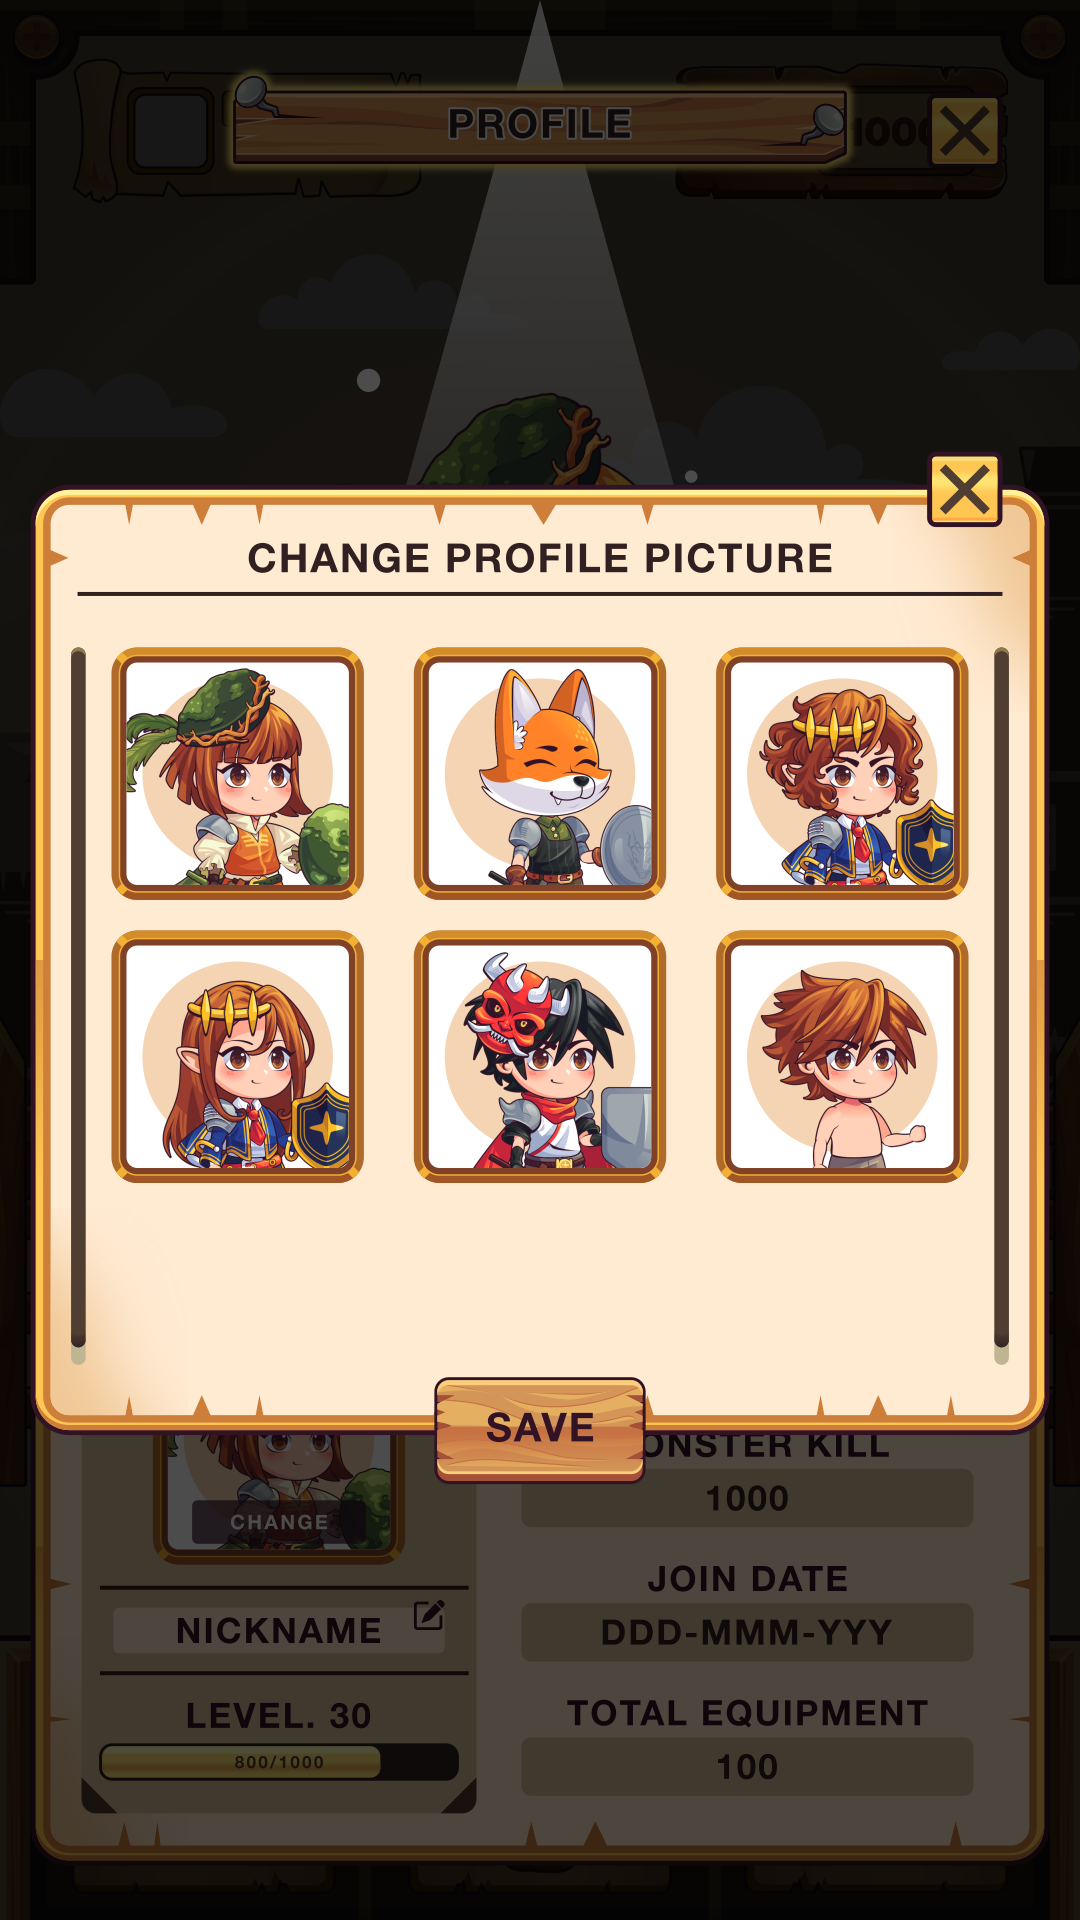 PROFILE
1000
CHANGE PROFILE PICTURE
SAVE
MONSTER KILL
1000
CHANGE
JOIN DATE
DDD-MMM-YYY
NICKNAME
LEVEL. 30
TOTAL EQUIPMENT
800/1000
100